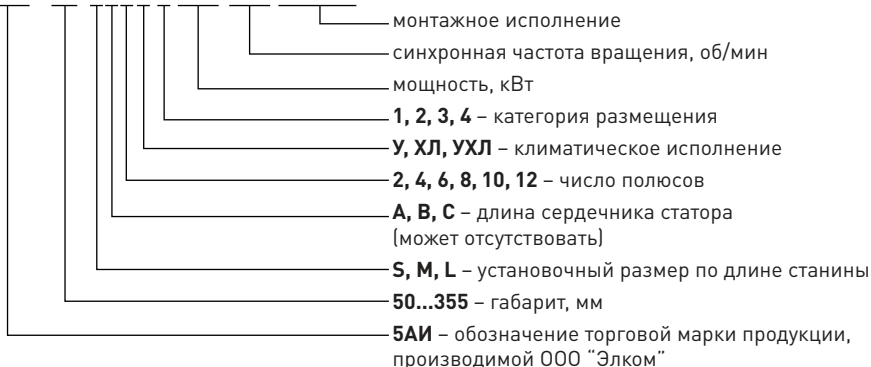 монтажное исполнение
синхронная частота вращения, об/мин
мощность, кВт
1, 2, 3, 4 – категория размещения
У, ХЛ, УХЛ – климатическое исполнение
2, 4, 6, 8, 10, 12 – число полюсов
А, В, С – длина сердечника статора
(может отсутствовать)
S, M, L – установочный размер по длине станины
50...355 – габарит, мм
5АИ – обозначение торговой марки продукции,
производимой ООО “Элком”